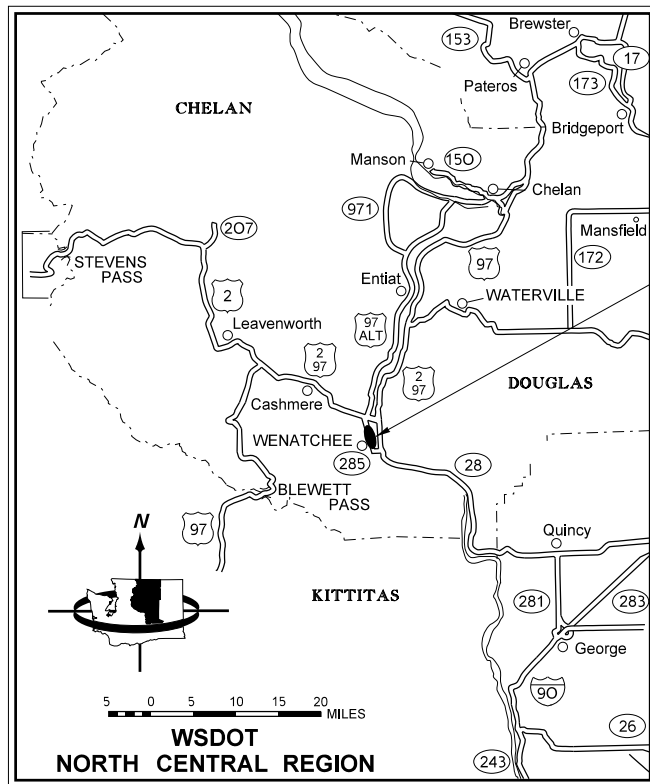 Brewster
153
17
Pateros
173
CHELAN
Bridgeport
Manson
150
Chelan
971
207
Mansfield
STEVENS
PASS
97
172
Entiat
2
WATERVILLE
Leavenworth
97
ALT
2
97
2
97
DOUGLAS
Cashmere
WENATCHEE
285
28
BLEWETT
PASS
97
Quincy
N
KITTITAS
281
283
George
90
5 0 5 10 15 20
MILES
26
WSDOT
NORTH CENTRAL REGION
243